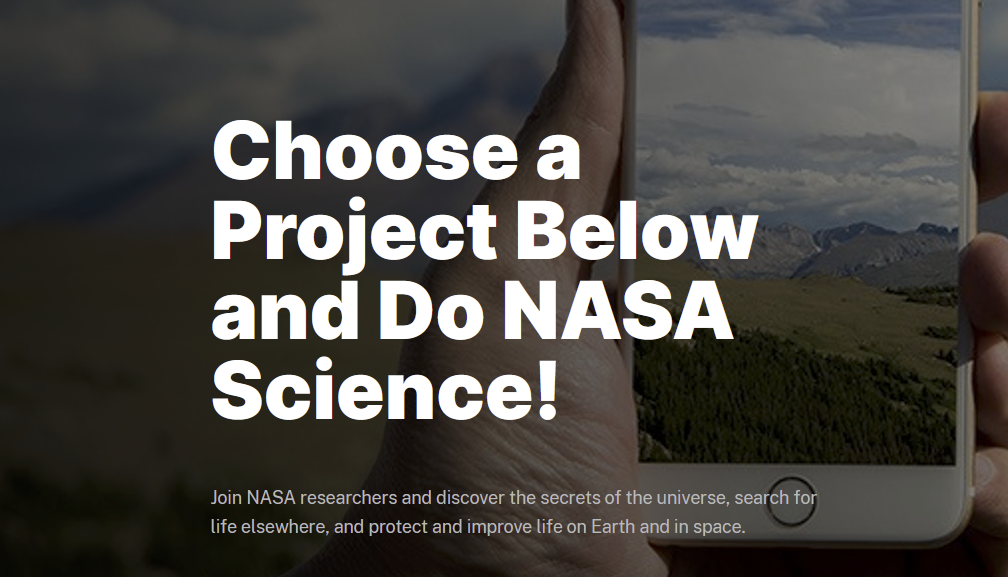 Choose a
Project Below
and Do NASA
Science!
Join NASA researchers and discover the secrets of the universe, search for
life elsewhere, and protect and improve life on Earth and in space.